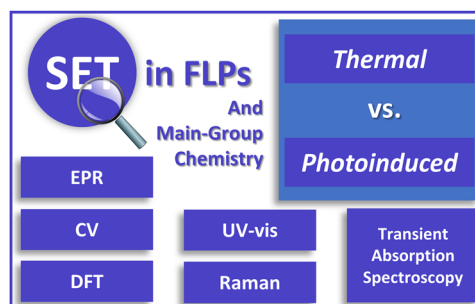 SET in FLPs
And
Main-Group
Chemistry
Thermal
vs.
Photoinduced
EPR
CV
DFT
UV-vis
Raman
Transient
Absorption
Spectroscopy